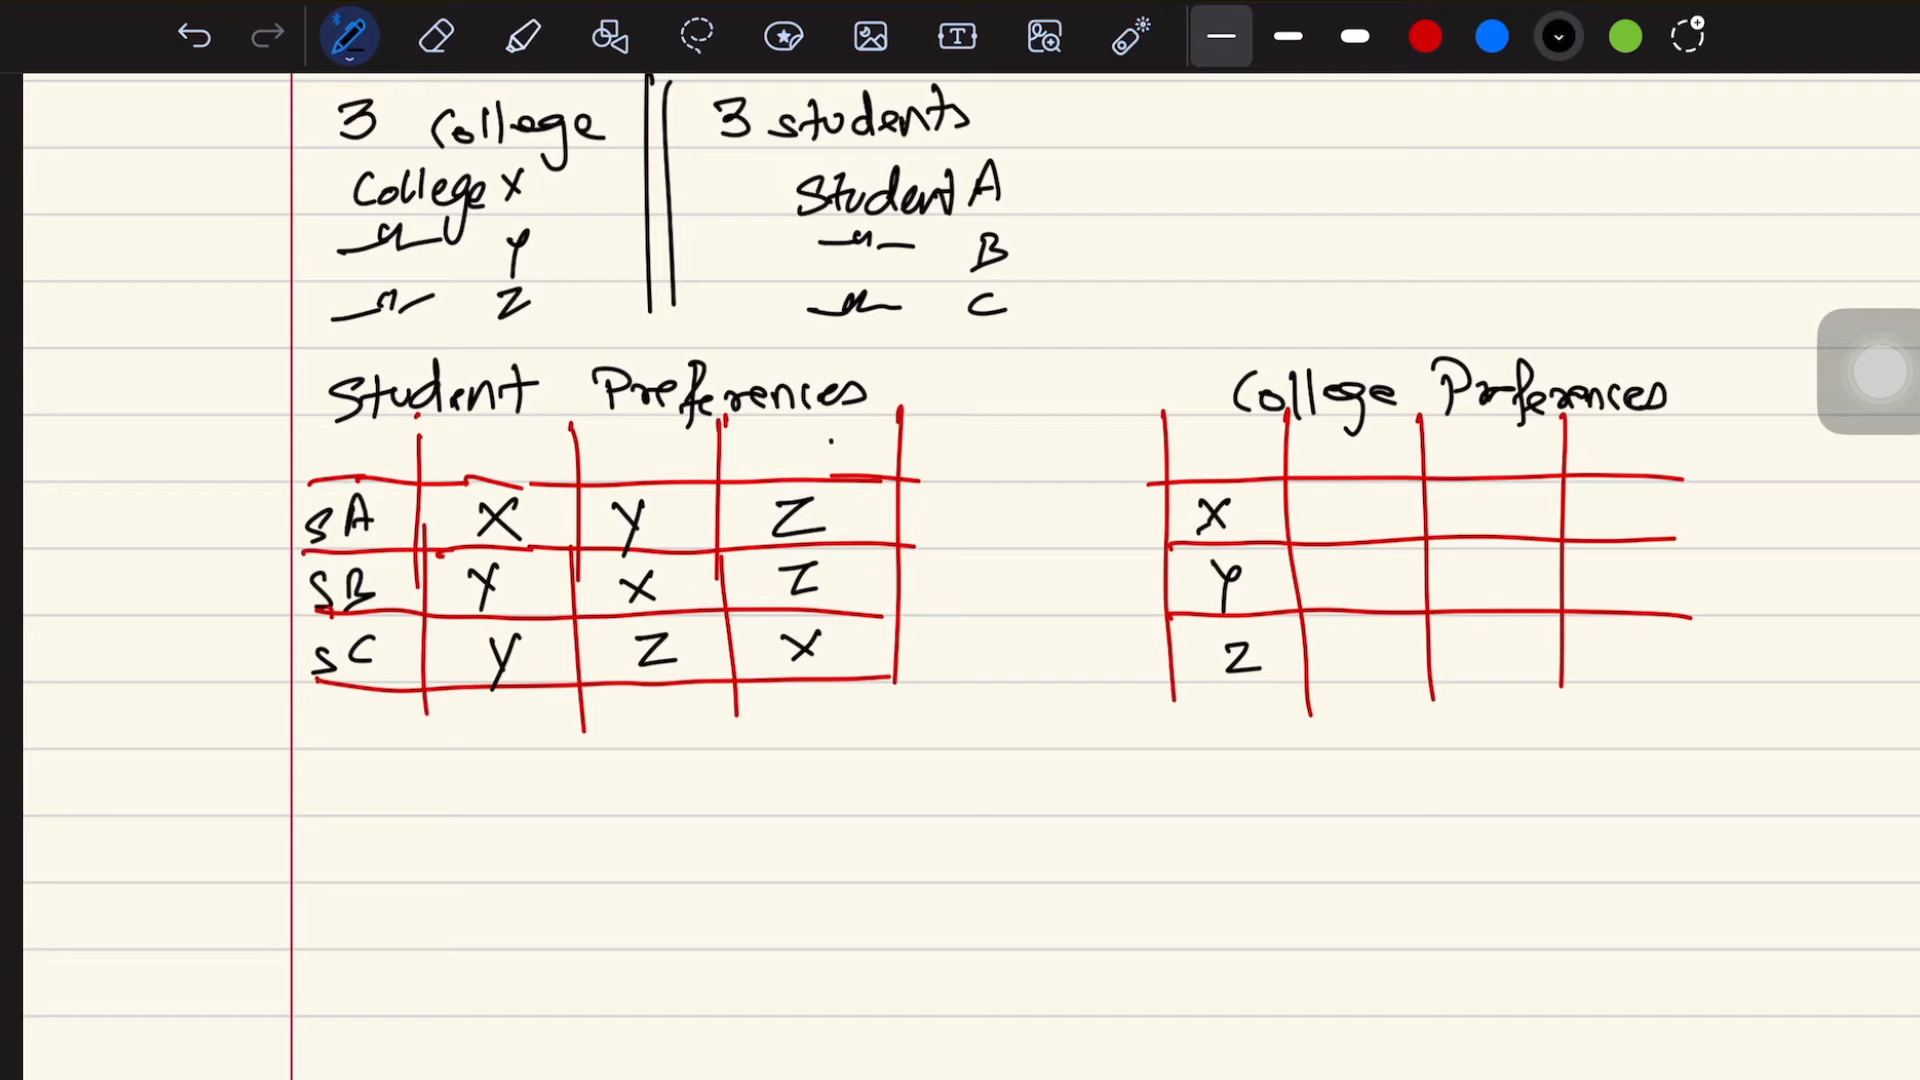 3 College
College X
Y
Z
3 students
Student A
B
C
Student Preferences
SA X Y Z
SB Y X Z
SC Y Z X
College Preferences
X
Y
Z